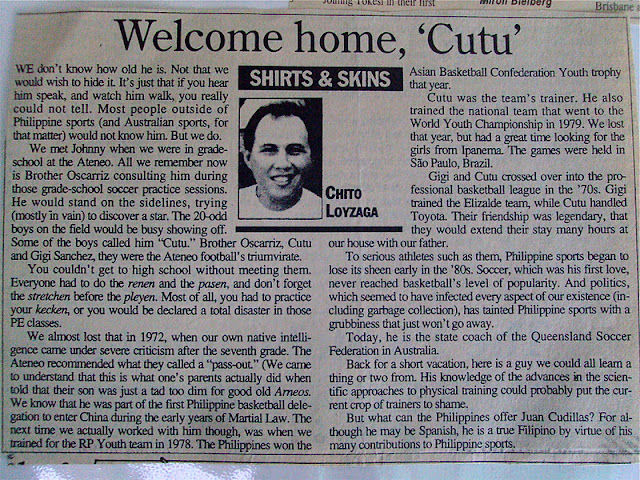 Joining Yokesi in their first
Miron Bleiberg
Brisbane
Welcome home, ‘Cutu’
SHIRTS & SKINS
CHITO
LOYZAGA
WE don't know how old he is. Not that we
would wish to hide it. It's just that if you hear
him speak, and watch him walk, you really
could not tell. Most people outside of
Philippine sports (and Australian sports, for
that matter) would not know him. But we do.
We met Johnny when we were in grade-
school at the Ateneo. All we remember now
is Brother Oscarriz consulting him during
those grade-school soccer practice sessions.
He would stand on the sidelines, trying
(mostly in vain) to discover a star. The 20-odd
boys on the field would be busy showing off.
Some of the boys called him “Cutu.” Brother Oscarriz, Cutu
and Gigi Sanchez, they were the Ateneo football's triumvirate.
You couldn't get to high school without meeting them.
Everyone had to do the renen and the pasen, and don't forget
the stretchen before the pleyen. Most of all, you had to practice
your kecken, or you would be declared a total disaster in those
PE classes.
We almost lost that in 1972, when our own native intelli-
gence came under severe criticism after the seventh grade. The
Ateneo recommended what they called a “pass-out.” (We came
to understand that this is what one's parents actually did when
told that their son was just a tad too dim for good old Arneos.
We know that he was part of the first Philippine basketball dele-
gation to enter China during the early years of Martial Law. The
next time we actually worked with him though, was when we
trained for the RP Youth team in 1978. The Philippines won the
Asian Basketball Confederation Youth trophy
that year.
Cutu was the team's trainer. He also
trained the national team that went to the
World Youth Championship in 1979. We lost
that year, but had a great time looking for the
girls from Ipanema. The games were held in
São Paulo, Brazil.
Gigi and Cutu crossed over into the pro-
fessional basketball league in the '70s. Gigi
trained the Elizalde team, while Cutu handled
Toyota. Their friendship was legendary, that
they would extend their stay many hours at
our house with our father.
To serious athletes such as them, Philippine sports began to
lose its sheen early in the '80s. Soccer, which was his first love,
never reached basketball's level of popularity. And politics,
which seemed to have infected every aspect of our existence (in-
cluding garbage collection), has tainted Philippine sports with a
grubbiness that just won't go away.
Today, he is the state coach of the Queensland Soccer
Federation in Australia.
Back for a short vacation, here is a guy we could all learn a
thing or two from. His knowledge of the advances in the scien-
tific approaches to physical training could probably put the cur-
rent crop of trainers to shame.
But what can the Philippines offer Juan Cudillas? For al-
though he may be Spanish, he is a true Filipino by virtue of his
many contributions to Philippine sports.